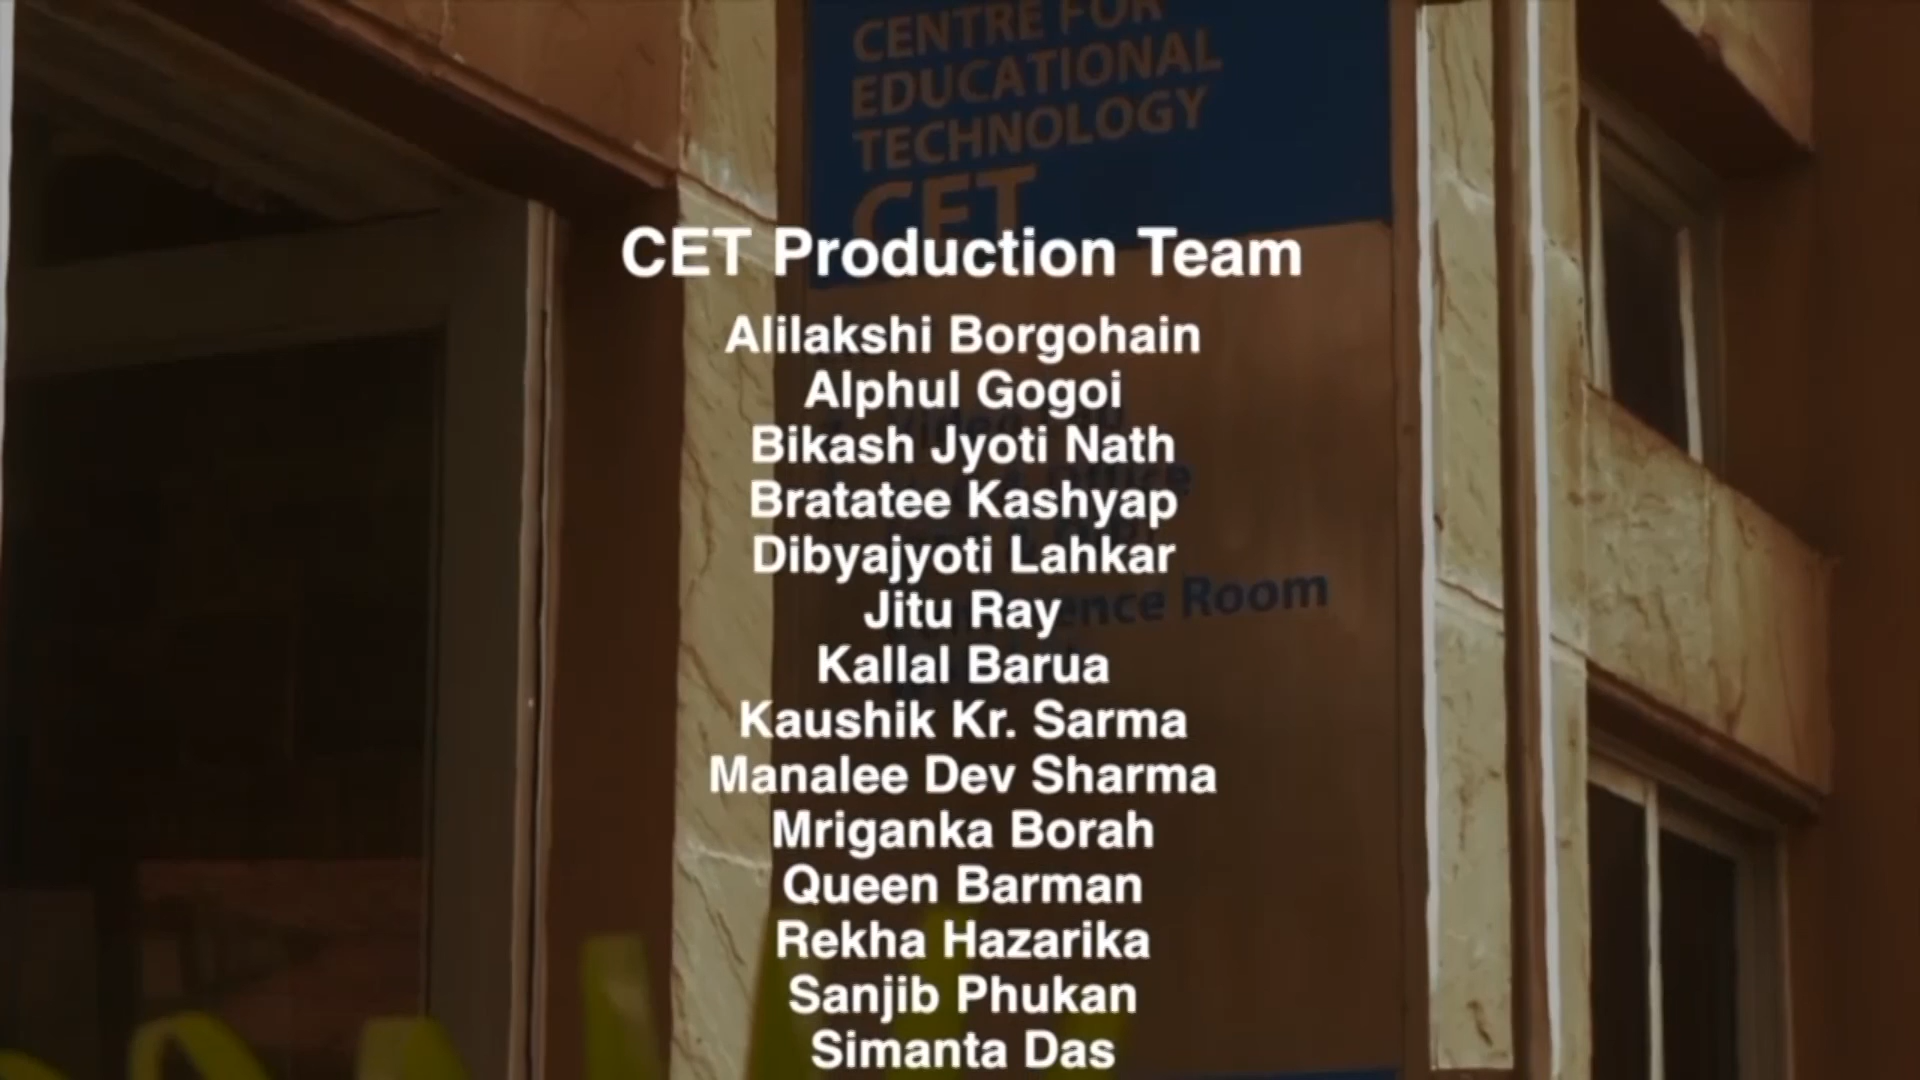 CENTRE FOR
EDUCATIONAL
TECHNOLOGY
CET
CET Production Team
Alilakshi Borgohain
Alphul Gogoi
Bikash Jyoti Nath
Bratatee Kashyap
Dibyajyoti Lahkar
Jitu Ray
Room
Kallal Barua
Kaushik Kr. Sarma
Manalee Dev Sharma
Mriganka Borah
Queen Barman
Rekha Hazarika
Sanjib Phukan
Simanta Das